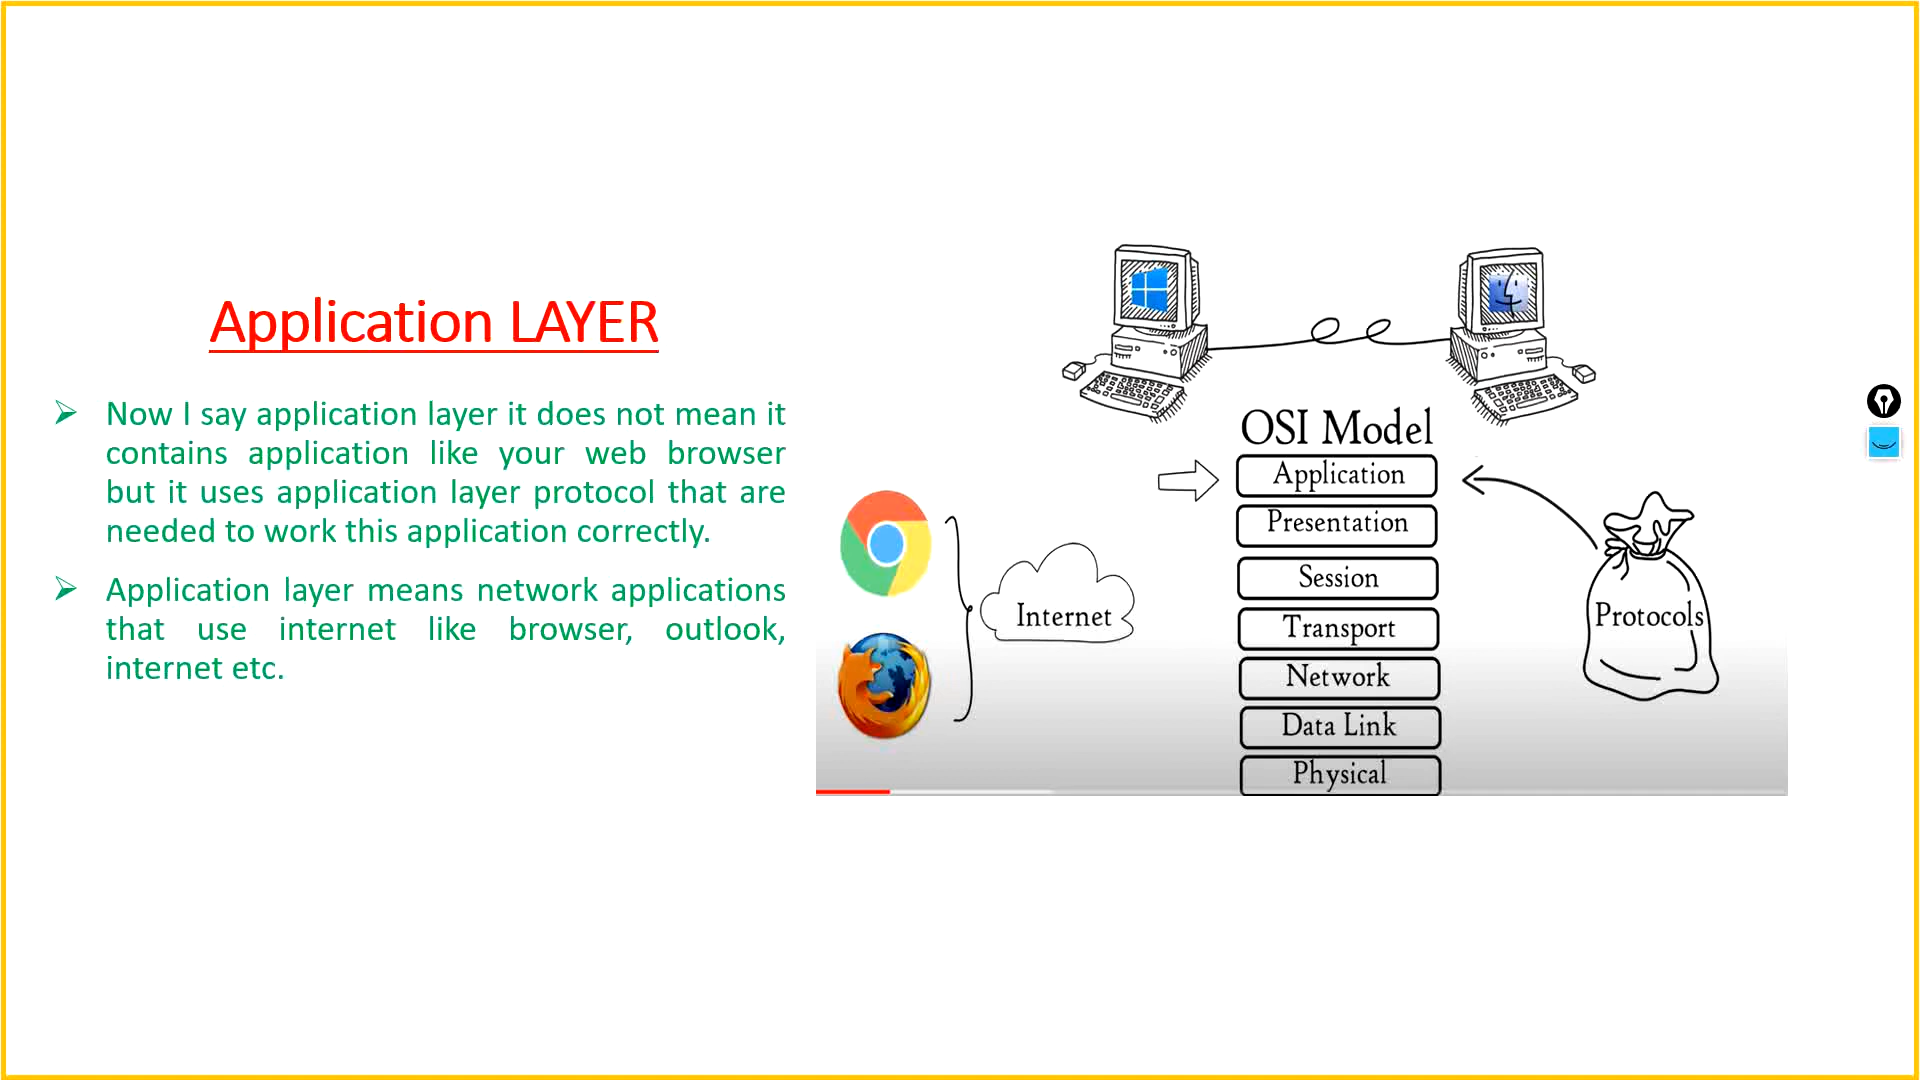 Application LAYER
Now I say application layer it does not mean it
contains application like your web browser
but it uses application layer protocol that are
needed to work this application correctly.
Application layer means network applications
that use internet like browser, outlook,
internet etc.
OSI Model
Application
Presentation
Session
Transport
Network
Data Link
Physical
Internet
Protocols